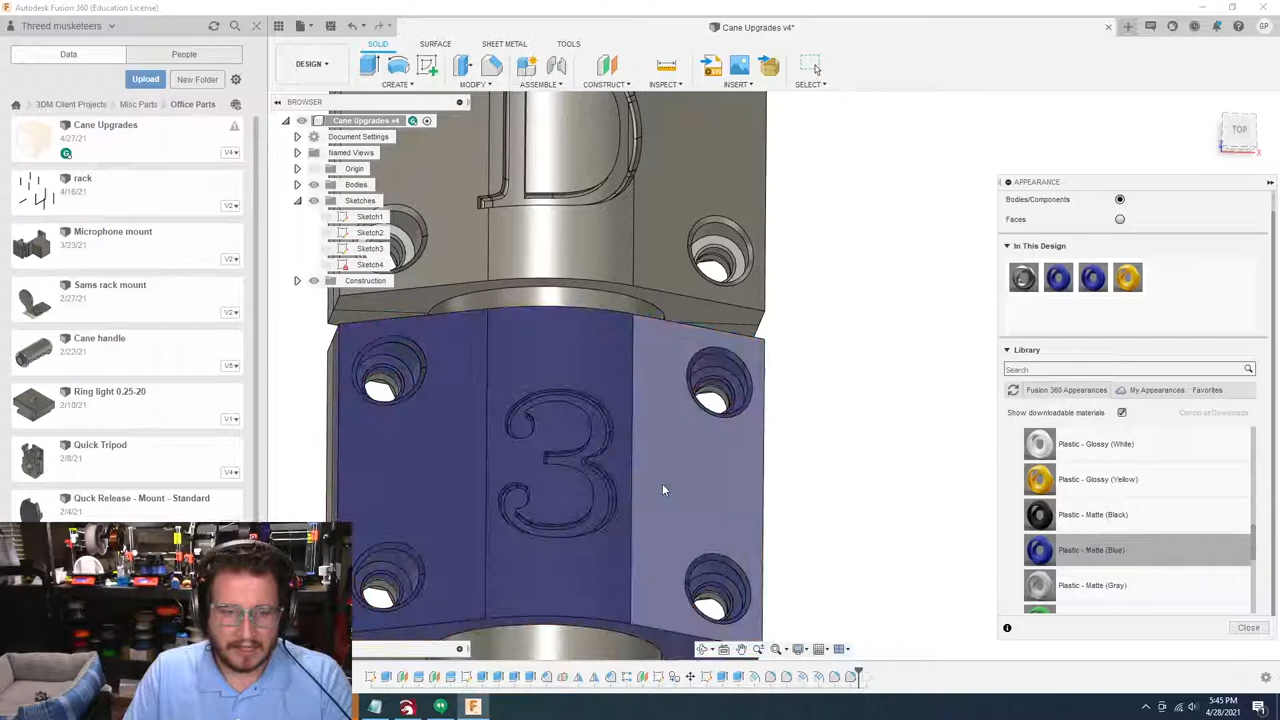 Autodesk Fusion 360 (Education License)
Threed musketeers
Cane Upgrades v4*
GP
Data
People
SOLID
SURFACE
SHEET METAL
TOOLS
DESIGN
Upload
New Folder
CREATE
MODIFY
ASSEMBLE
CONSTRUCT
INSPECT
INSERT
SELECT
3DM Client Projects
Misc Parts
Office Parts
BROWSER
Cane Upgrades v4
Document Settings
Named Views
Origin
Bodies
Sketches
Sketch1
Sketch2
Sketch3
Sketch4
Construction
Cane Upgrades
4/27/21
V4
rack
4/16/21
V2
Microphone mount
3/23/21
V2
Some rack mount
2/27/21
V2
Cane handle
2/22/21
V5
Ring light 0.25-20
2/10/21
V1
Quick Tripod
2/8/21
V4
Quck Release - Mount - Standard
2/4/21
D
3
TOP
X
APPEARANCE
Bodies/Components
Faces
In This Design
Library
Search
Fusion 360 Appearances
My Appearances
Favorites
Show downloadable materials
Cancel all Downloads
Plastic - Glossy (White)
Plastic - Glossy (Yellow)
Plastic - Matte (Black)
Plastic - Matte (Blue)
Plastic - Matte (Gray)
Close
5:45 PM
4/28/2021